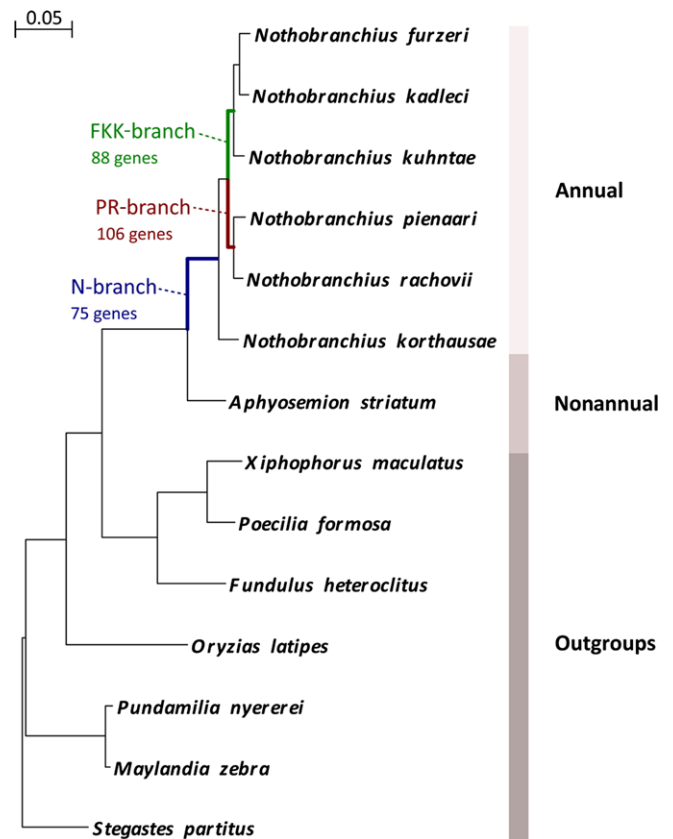 0.05
Nothobranchius furzeri
Nothobranchius kadleci
FKK-branch
88 genes
Nothobranchius kuhntae
Annual
PR-branch
106 genes
Nothobranchius pienaari
Nothobranchius rachovii
N-branch
75 genes
Nothobranchius korthausae
Aphyosemion striatum
Nonannual
Xiphophorus maculatus
Poecilia formosa
Fundulus heteroclitus
Oryzias latipes
Outgroups
Pundamilia nyererei
Maylandia zebra
Stegastes partitus